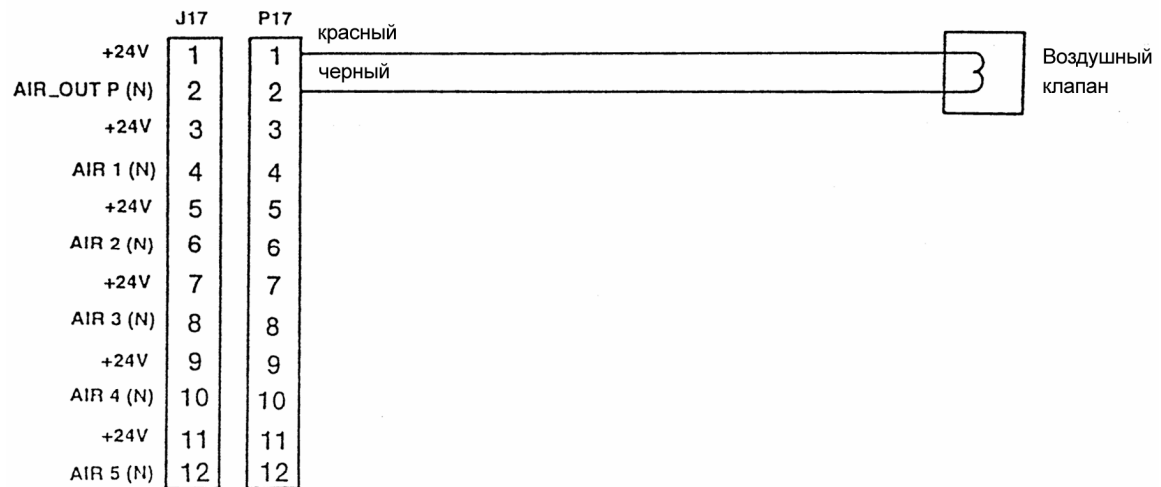 J17 P17
+24V 1 1 красный
AIR_OUT P (N) 2 2 черный
Воздушный
клапан
+24V 3 3
AIR 1 (N) 4 4
+24V 5 5
AIR 2 (N) 6 6
+24V 7 7
AIR 3 (N) 8 8
+24V 9 9
AIR 4 (N) 10 10
+24V 11 11
AIR 5 (N) 12 12